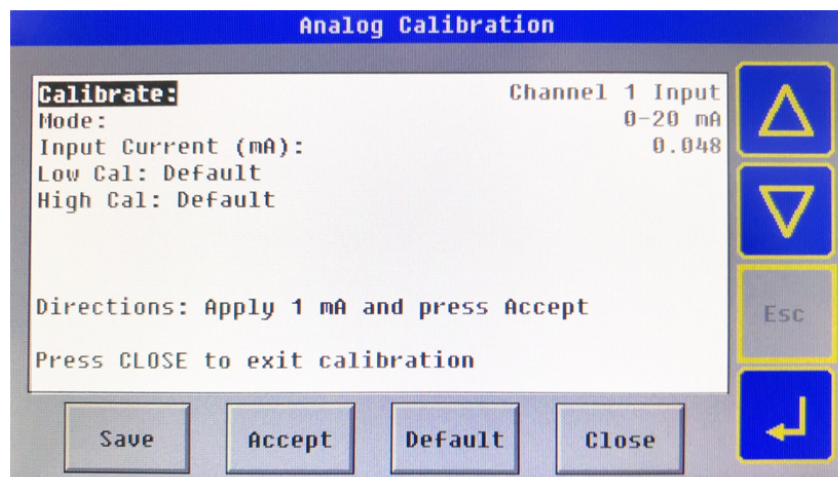 Analog Calibration
Calibrate: Channel 1 Input
Mode: 0-20 mA
Input Current (mA): 0.048
Low Cal: Default
High Cal: Default
Directions: Apply 1 mA and press Accept
Esc
Press CLOSE to exit calibration
Save Accept Default Close